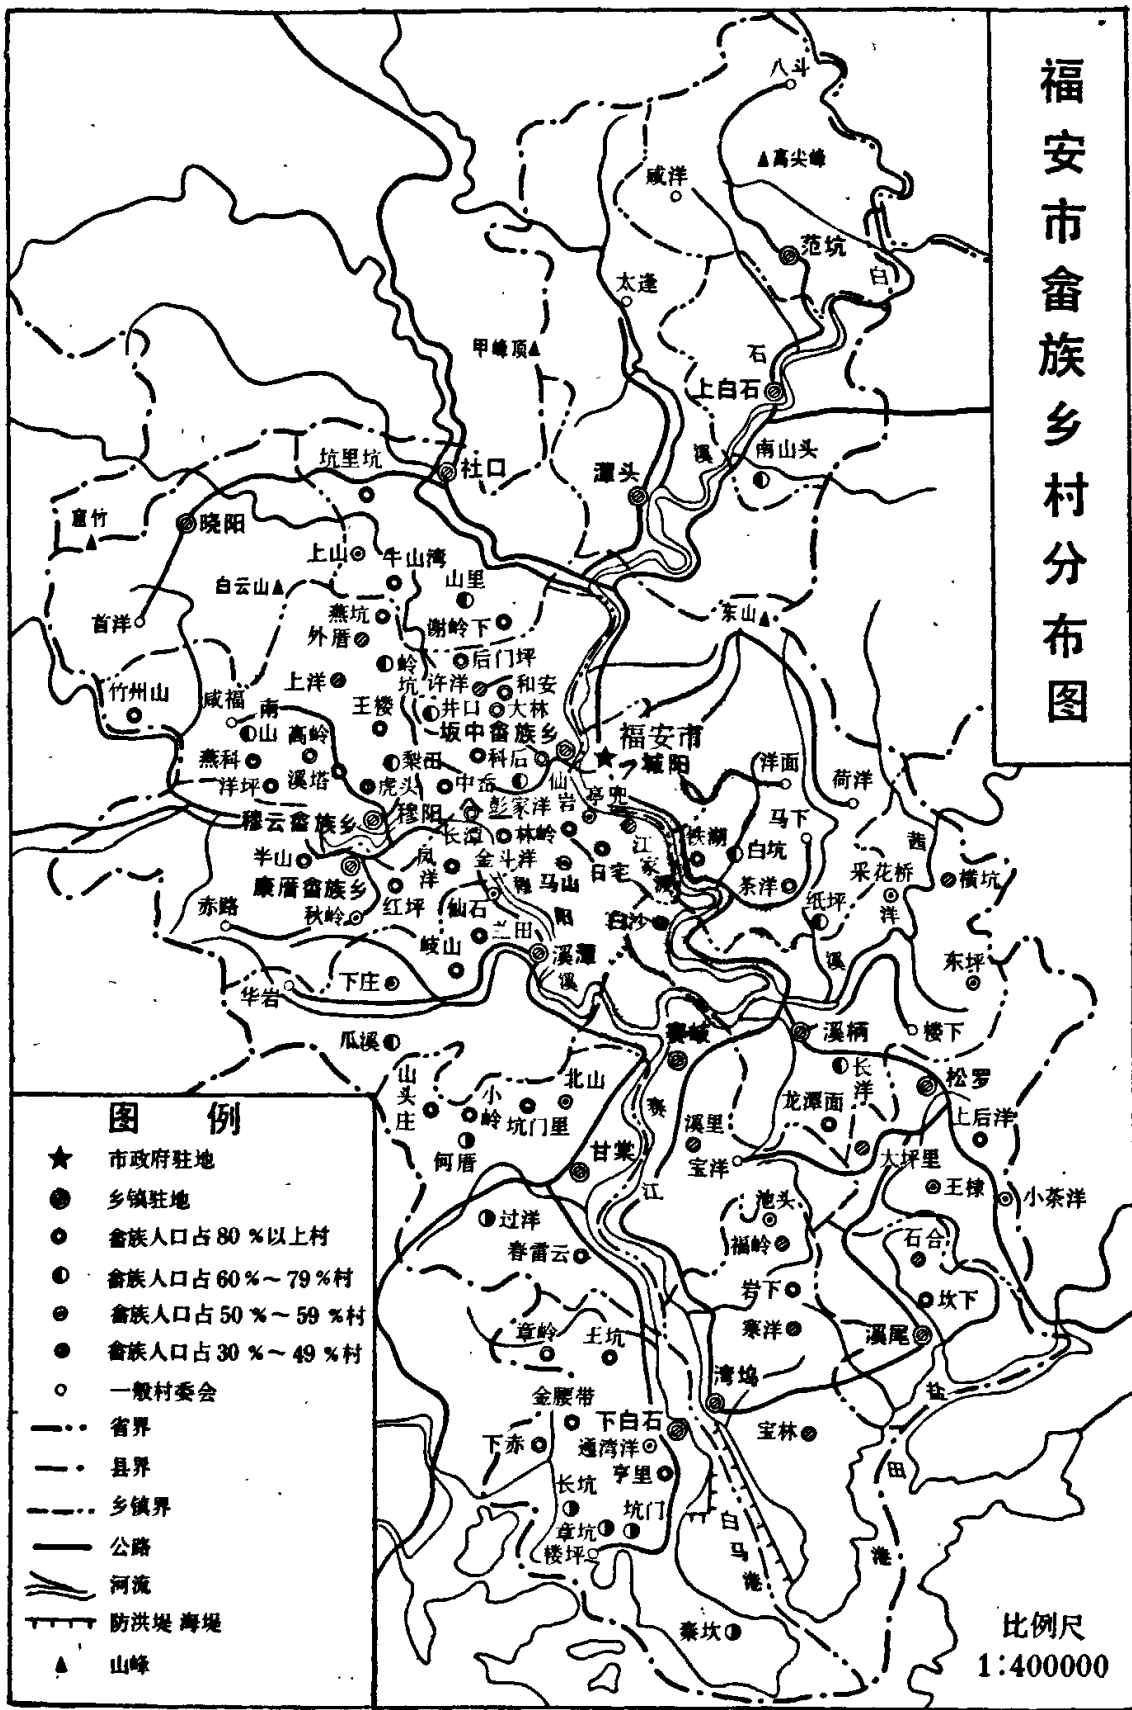 福安市畲族乡村分布图
八斗
高尖峰
咸洋
范坑
白
太逢
甲峰顶
石
上白石
溪
南山头
坑里坑
社口
潭头
晓阳
上山
牛山湾
山里
白云山
燕坑
谢岭下
首洋
外厝
东山
岭坑
后门坪
竹州山
上洋
许洋
和安
咸福
南山
王楼
井口
大林
高岭
坂中畲族乡
福安市
城阳
燕科
梨田
科后
洋面
荷洋
洋坪
溪塔
虎头
中岙
仙岩
彭家洋
亭兜
穆云畲族乡
穆阳
马下
长潭
林岭
江家渡
铁湖
茜
半山
凤洋
金斗洋
马山
日宅
白坑
采花桥
横坑
康厝畲族乡
茶洋
洋
赤路
秋岭
红坪
仙石
阳
白沙
纸坪
兰田
岐山
溪潭
溪
溪
东坪
华岩
下庄
瓜溪
赛岐
溪柄
楼下
山头庄
小岭
北山
长洋
松罗
坑门里
赛
龙潭面
上后洋
何厝
甘棠
溪里
宝洋
大坪里
江
王棣
小茶洋
过洋
池头
春雷云
福岭
石合
岩下
坎下
章岭
王坑
寒洋
溪尾
湾坞
盐
金腰带
下白石
宝林
下赤
通湾洋
田
亨里
长坑
坑门
章坑
白马港
楼坪
港
秦坎
图 例
市政府驻地
乡镇驻地
畲族人口占80%以上村
畲族人口占60%~79%村
畲族人口占50%~59%村
畲族人口占30%~49%村
一般村委会
省界
县界
乡镇界
公路
河流
防洪堤 海堤
山峰
比例尺
1:400000